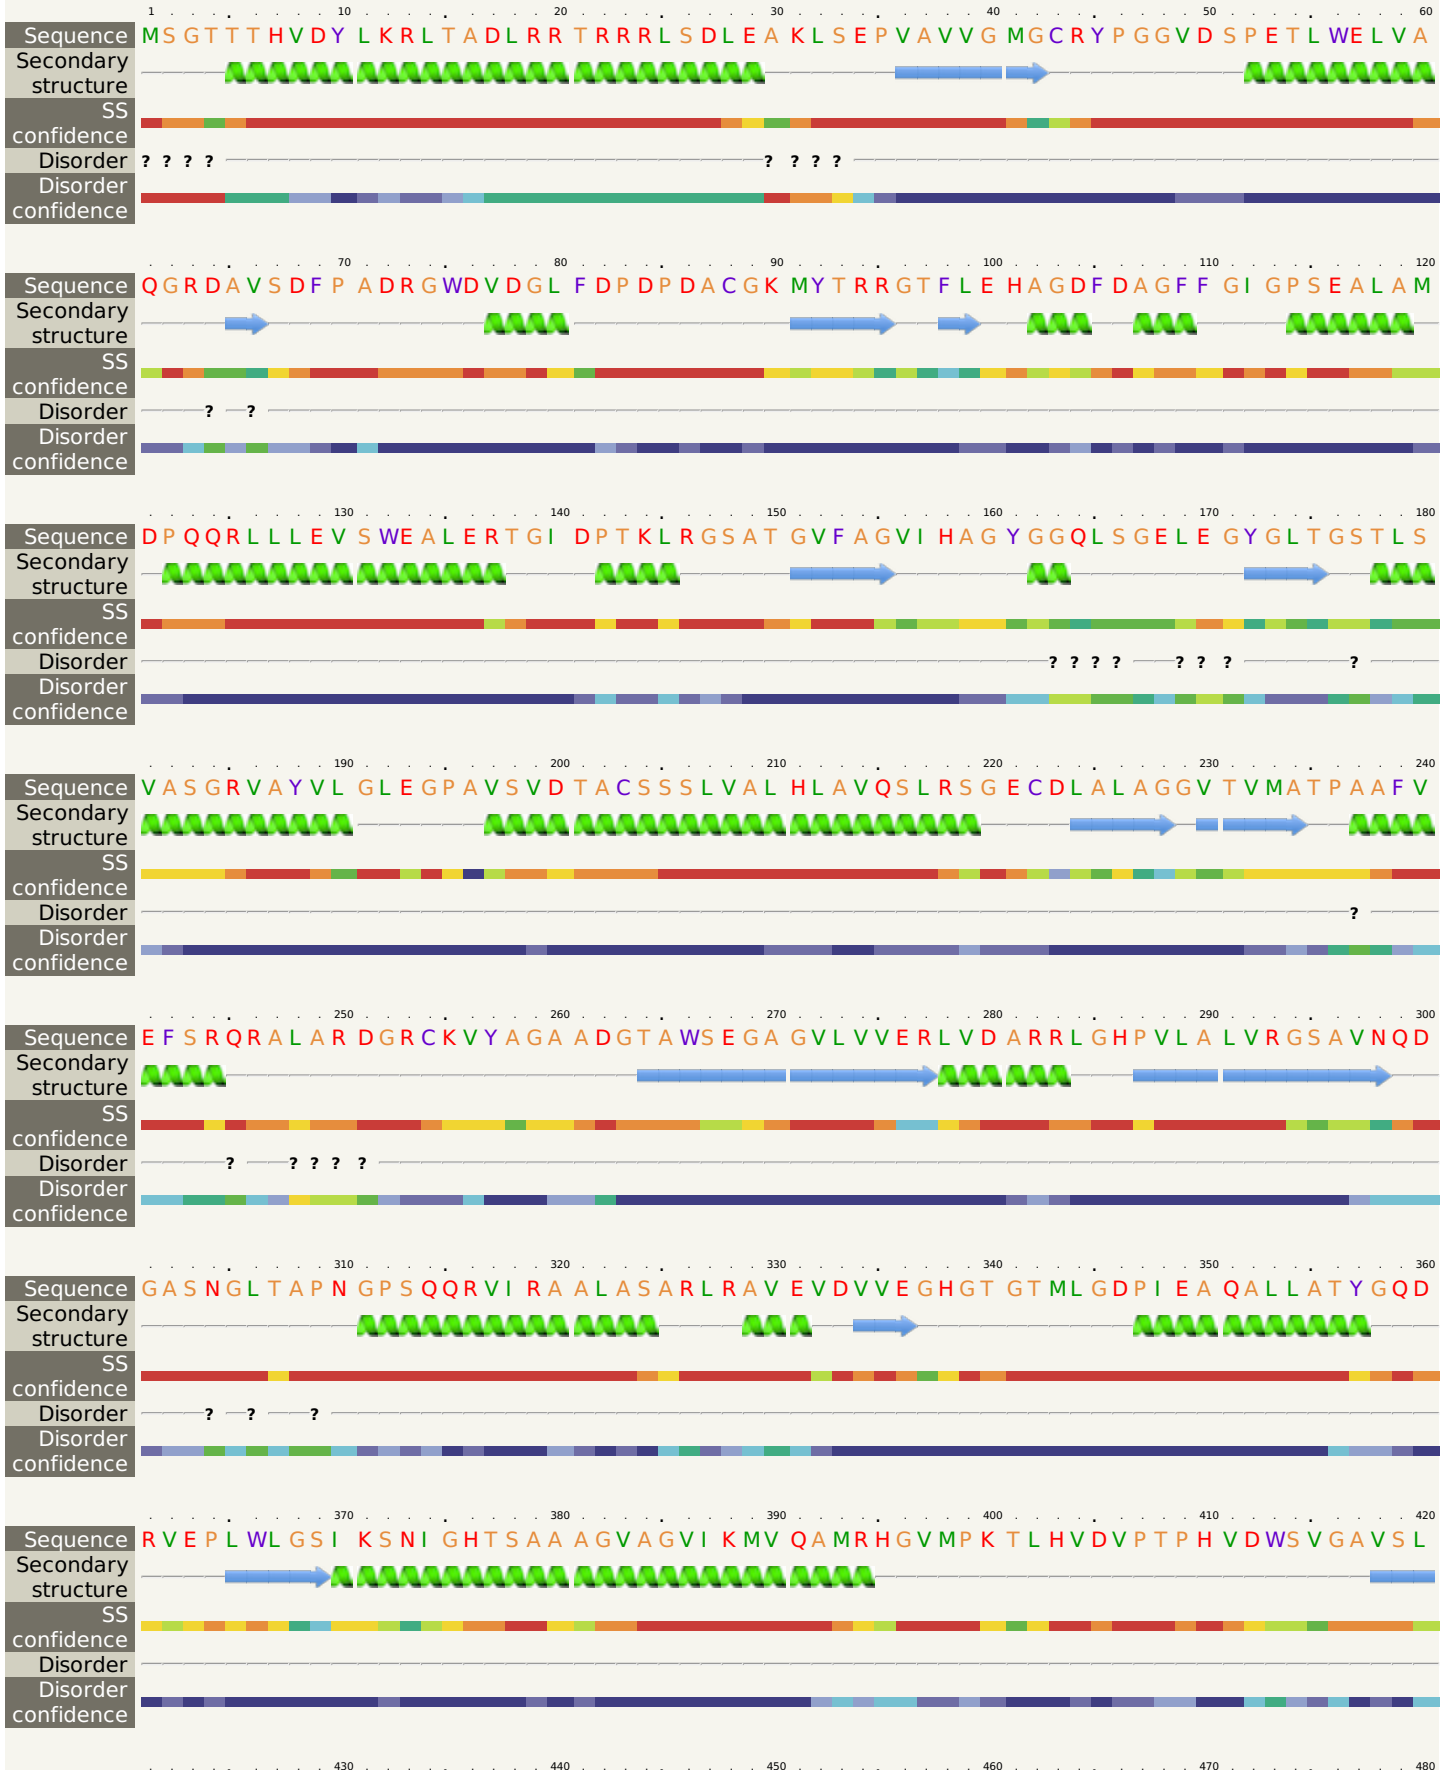 1 . . . . . . . . 10 . . . . . . . . . 20 . . . . . . . . . 30 . . . . . . . . . 40 . . . . . . . . . 50 . . . . . . . . . 60
Sequence MSGTTTHVDYLKRLTADLRRTRRRLSDLEAKLSEPVAVVGMGCRYPGGVDSPETLWELVA
Secondary
structure
SS
confidence
Disorder ? ? ? ? ? ? ? ?
Disorder
confidence
. . . . . . . . . 70 . . . . . . . . . 80 . . . . . . . . . 90 . . . . . . . . . 100 . . . . . . . . . 110 . . . . . . . . . 120
Sequence QGRDAVSDFPADRGWDVDGLFDPDPDACGKMYTRRGTFLEHAGDFDAGFFGIGPSEALAM
Secondary
structure
SS
confidence
Disorder ? ?
Disorder
confidence
. . . . . . . . . 130 . . . . . . . . . 140 . . . . . . . . . 150 . . . . . . . . . 160 . . . . . . . . . 170 . . . . . . . . . 180
Sequence DPQQRLLLEVSWEALERTGIDPTKLRGSATGVFAGVIHAGYGGQLSGELEGYGLTGSTLS
Secondary
structure
SS
confidence
Disorder ? ? ? ? ? ? ? ?
Disorder
confidence
. . . . . . . . . 190 . . . . . . . . . 200 . . . . . . . . . 210 . . . . . . . . . 220 . . . . . . . . . 230 . . . . . . . . . 240
Sequence VASGRVAYVLGLEGPAVSVDTACSSSLVALHLAVQSLRSGECDLALAGGVTVMATPAAFV
Secondary
structure
SS
confidence
Disorder ?
Disorder
confidence
. . . . . . . . . 250 . . . . . . . . . 260 . . . . . . . . . 270 . . . . . . . . . 280 . . . . . . . . . 290 . . . . . . . . . 300
Sequence EFSRQRALARDGRCKVYAGAADGTAWSEGAGVLVVERLVDARRLGHPVLALVRGSAVNQD
Secondary
structure
SS
confidence
Disorder ? ? ? ? ?
Disorder
confidence
. . . . . . . . . 310 . . . . . . . . . 320 . . . . . . . . . 330 . . . . . . . . . 340 . . . . . . . . . 350 . . . . . . . . . 360
Sequence GASNGLTAPNGPSQQRVIRAALASARLRAVEVDVVEGHGTGTMLGDPIEAQALLATYGQD
Secondary
structure
SS
confidence
Disorder ? ? ?
Disorder
confidence
. . . . . . . . . 370 . . . . . . . . . 380 . . . . . . . . . 390 . . . . . . . . . 400 . . . . . . . . . 410 . . . . . . . . . 420
Sequence RVEPLWLGSIKSNIGHTSAAAGVAGVIKMVQAMRHGVMPKTLHVDVPTPHVDWSVGAVSL
Secondary
structure
SS
confidence
Disorder
Disorder
confidence
. . . . . . . . . 430 . . . . . . . . . 440 . . . . . . . . . 450 . . . . . . . . . 460 . . . . . . . . . 470 . . . . . . . . . 480